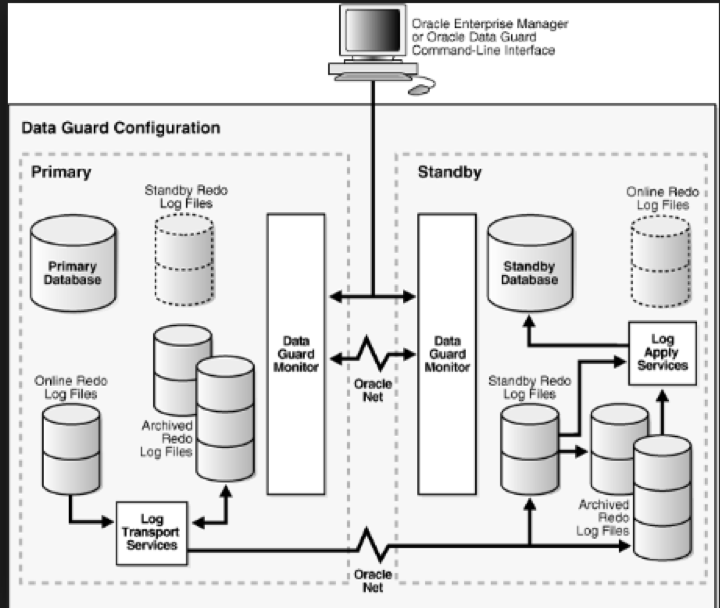 Oracle Enterprise Manager
or Oracle Data Guard
Command-Line Interface
Data Guard Configuration
Primary
Standby Redo
Log Files
Primary
Database
Online Redo
Log Files
Archived
Redo
Log Files
Log
Transport
Services
Data
Guard
Monitor
Oracle
Net
Oracle
Net
Standby
Data
Guard
Monitor
Standby
Database
Online Redo
Log Files
Log
Apply
Services
Standby Redo
Log Files
Archived
Redo
Log Files